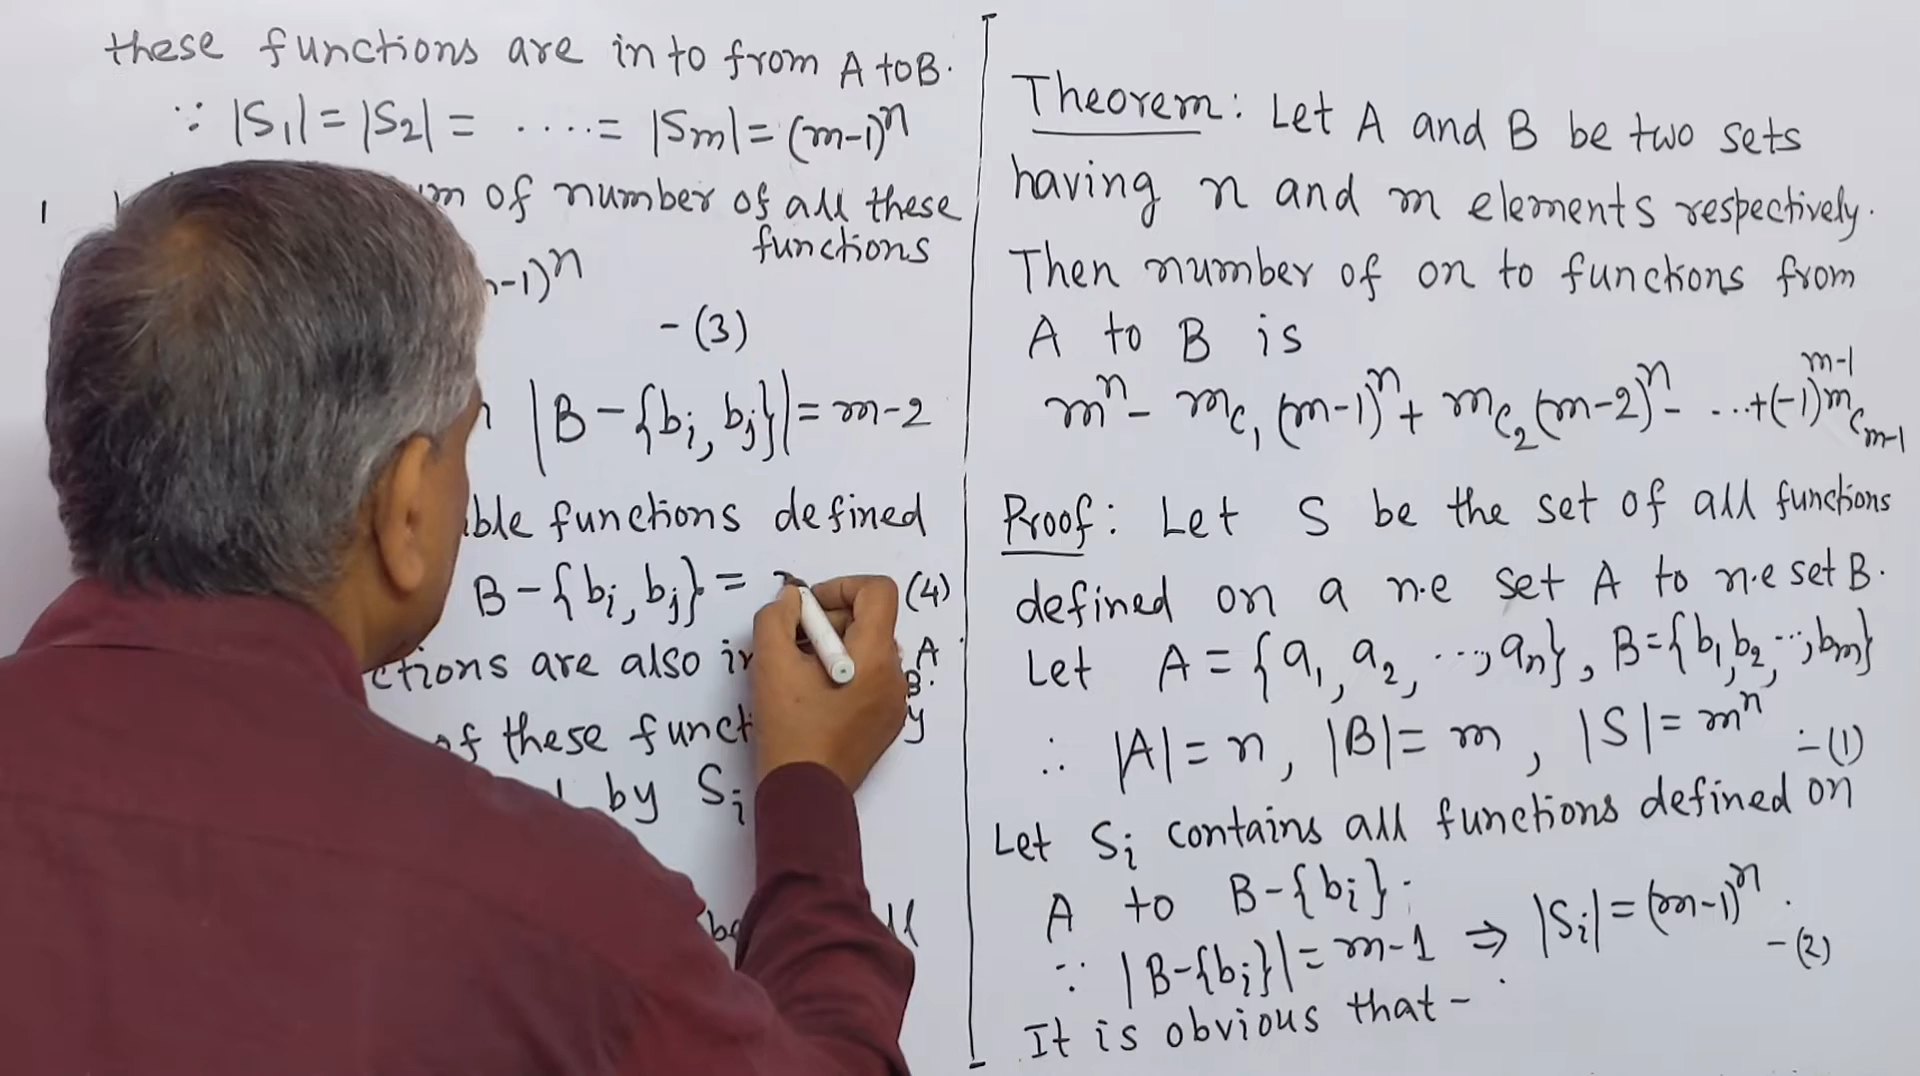 these functions are in to from A to B.
∵ |S₁| = |S₂| = ..... = |Sm| = (m-1)ⁿ
of number of all these
functions
-1)ⁿ
-(3)
|B-{bi, bj}| = m-2
functions defined
B-{bi, bj} = (4)
are also A
B.
of these y
by Si
Theorem: Let A and B be two sets
having n and m elements respectively.
Then number of on to functions from
A to B is
mⁿ - mc₁(m-1)ⁿ + mc₂(m-2)ⁿ - ...+(-1)ᵐ⁻¹ mcm-1
Proof: Let S be the set of all functions
defined on a n.e set A to n.e set B.
Let A = {a₁, a₂, ..., an}, B={b₁, b₂, ..., bm}
∴ |A| = n, |B| = m, |S| = mⁿ -(1)
Let Si contains all functions defined on
A to B-{bi}.
∵ |B-{bi}| = m-1 ⇒ |Si| = (m-1)ⁿ. -(2)
It is obvious that -